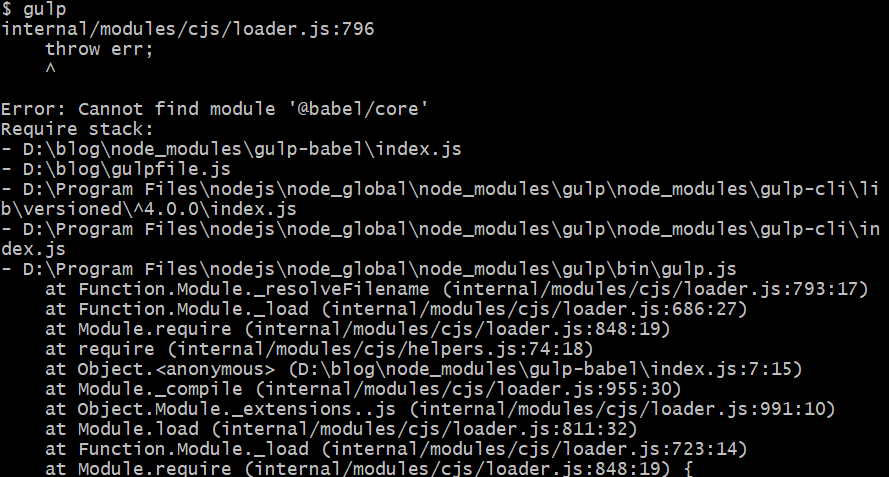 $ gulp
internal/modules/cjs/loader.js:796
    throw err;
    ^
Error: Cannot find module '@babel/core'
Require stack:
- D:\blog\node_modules\gulp-babel\index.js
- D:\blog\gulpfile.js
- D:\Program Files\nodejs\node_global\node_modules\gulp\node_modules\gulp-cli\li
b\versioned\^4.0.0\index.js
- D:\Program Files\nodejs\node_global\node_modules\gulp\node_modules\gulp-cli\in
dex.js
- D:\Program Files\nodejs\node_global\node_modules\gulp\bin\gulp.js
    at Function.Module._resolveFilename (internal/modules/cjs/loader.js:793:17)
    at Function.Module._load (internal/modules/cjs/loader.js:686:27)
    at Module.require (internal/modules/cjs/loader.js:848:19)
    at require (internal/modules/cjs/helpers.js:74:18)
    at Object.<anonymous> (D:\blog\node_modules\gulp-babel\index.js:7:15)
    at Module._compile (internal/modules/cjs/loader.js:955:30)
    at Object.Module._extensions..js (internal/modules/cjs/loader.js:991:10)
    at Module.load (internal/modules/cjs/loader.js:811:32)
    at Function.Module._load (internal/modules/cjs/loader.js:723:14)
    at Module.require (internal/modules/cjs/loader.js:848:19) {